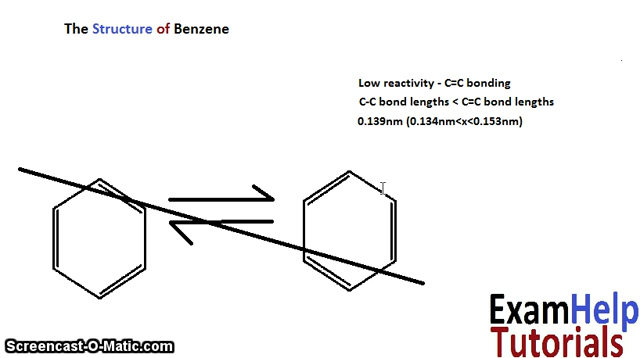 The Structure of Benzene
Low reactivity - C=C bonding
C-C bond lengths < C=C bond lengths
0.139nm (0.134nm<x<0.153nm)
ExamHelp
Tutorials
Screencast-O-Matic.com